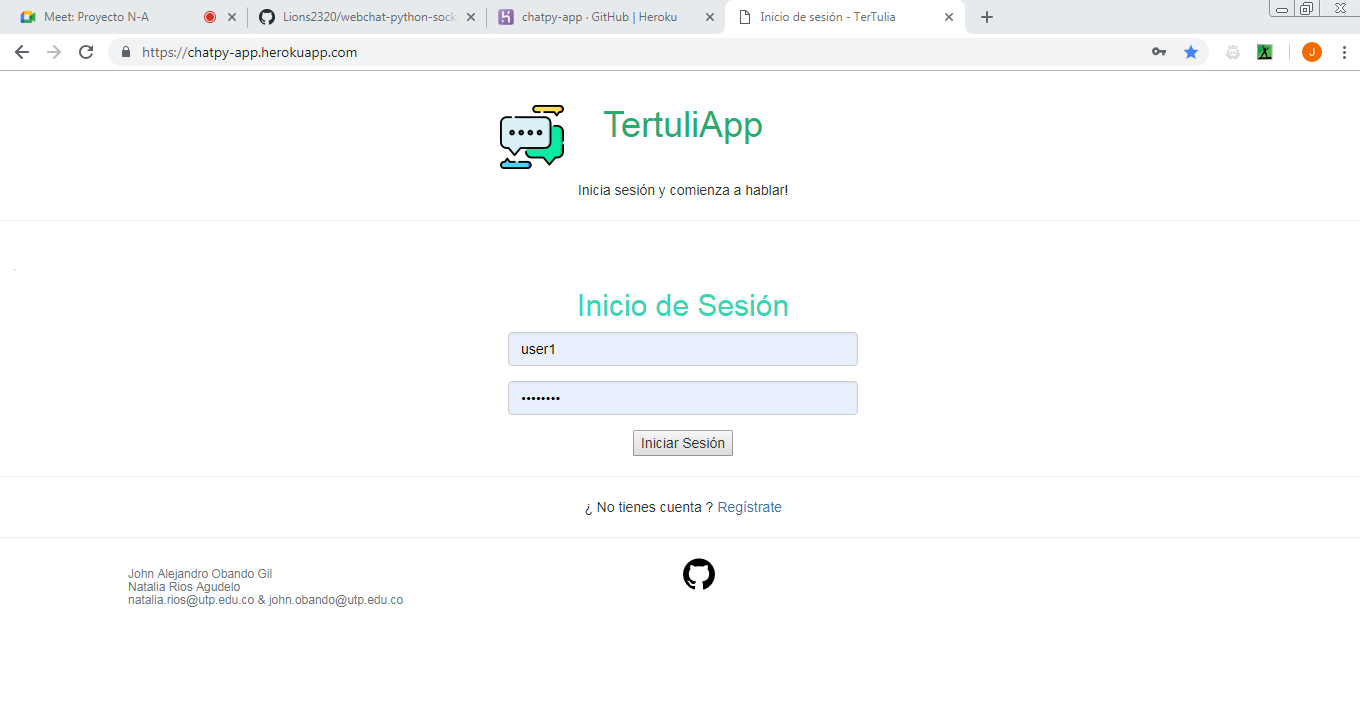 Meet: Proyecto N-A
Lions2320/webchat-python-sock
chatpy-app · GitHub | Heroku
Inicio de sesión - TerTulia
https://chatpy-app.herokuapp.com
J
TertuliApp
Inicia sesión y comienza a hablar!
Inicio de Sesión
user1
••••••••
Iniciar Sesión
¿ No tienes cuenta ? Regístrate
John Alejandro Obando Gil
Natalia Rios Agudelo
natalia.rios@utp.edu.co & john.obando@utp.edu.co